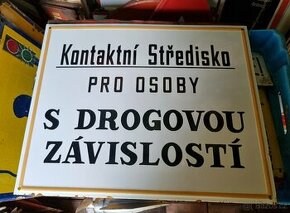 Kontaktní Středisko
PRO OSOBY
S DROGOVOU
ZÁVISLOSTÍ